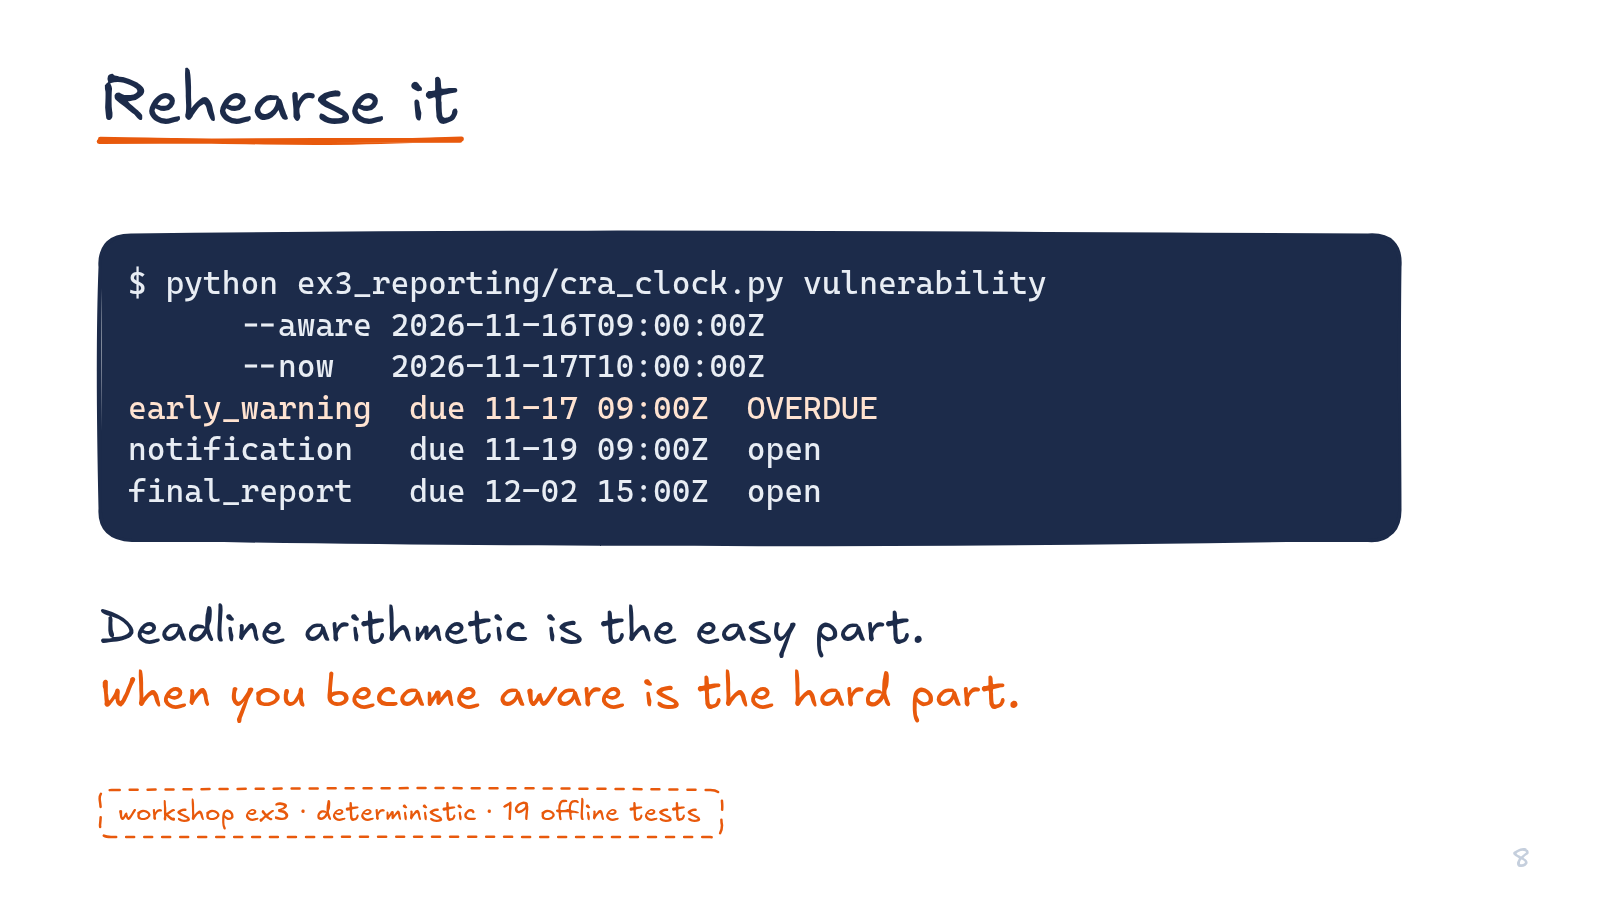 Rehearse it
$ python ex3_reporting/cra_clock.py vulnerability
      --aware 2026-11-16T09:00:00Z
      --now   2026-11-17T10:00:00Z
early_warning  due 11-17 09:00Z  OVERDUE
notification   due 11-19 09:00Z  open
final_report   due 12-02 15:00Z  open
Deadline arithmetic is the easy part.
When you became aware is the hard part.
workshop ex3 · deterministic · 19 offline tests
8